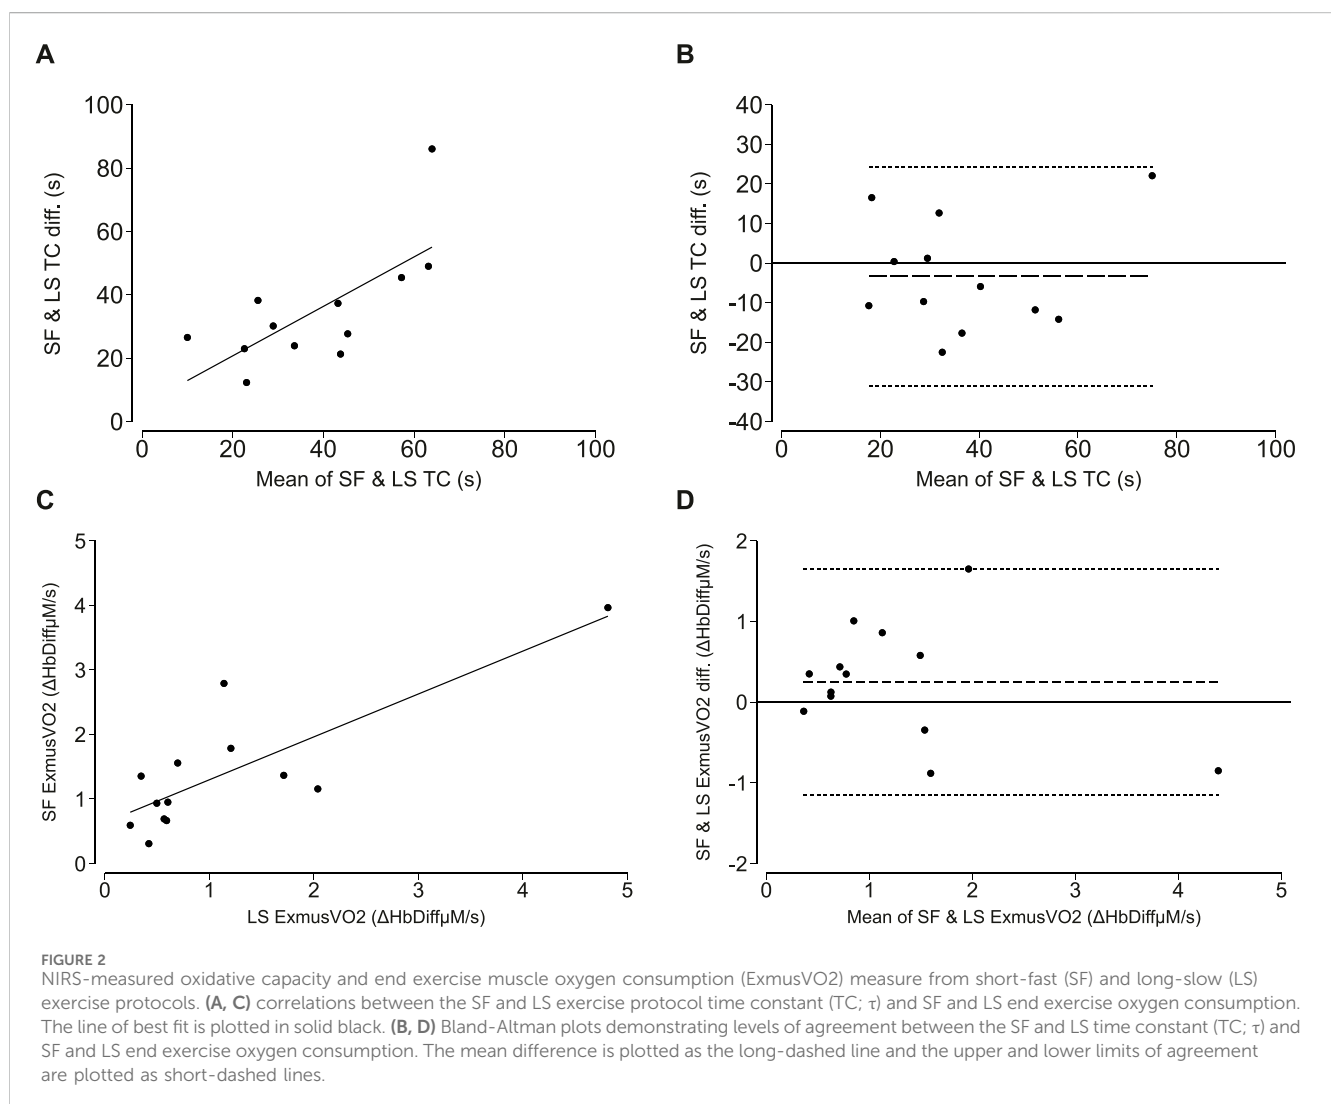 A
100
80
60
40
20
0
SF & LS TC diff. (s)
0 20 40 60 80 100
Mean of SF & LS TC (s)
B
40
30
20
10
0
-10
-20
-30
-40
SF & LS TC diff. (s)
0 20 40 60 80 100
Mean of SF & LS TC (s)
C
5
4
3
2
1
0
SF ExmusVO2 (ΔHbDiffμM/s)
0 1 2 3 4 5
LS ExmusVO2 (ΔHbDiffμM/s)
D
2
1
0
-1
-2
SF & LS ExmusVO2 diff. (ΔHbDiffμM/s)
0 1 2 3 4 5
Mean of SF & LS ExmusVO2 (ΔHbDiffμM/s)
FIGURE 2
NIRS-measured oxidative capacity and end exercise muscle oxygen consumption (ExmusVO2) measure from short-fast (SF) and long-slow (LS)
exercise protocols. (A, C) correlations between the SF and LS exercise protocol time constant (TC; τ) and SF and LS end exercise oxygen consumption.
The line of best fit is plotted in solid black. (B, D) Bland-Altman plots demonstrating levels of agreement between the SF and LS time constant (TC; τ) and
SF and LS end exercise oxygen consumption. The mean difference is plotted as the long-dashed line and the upper and lower limits of agreement
are plotted as short-dashed lines.